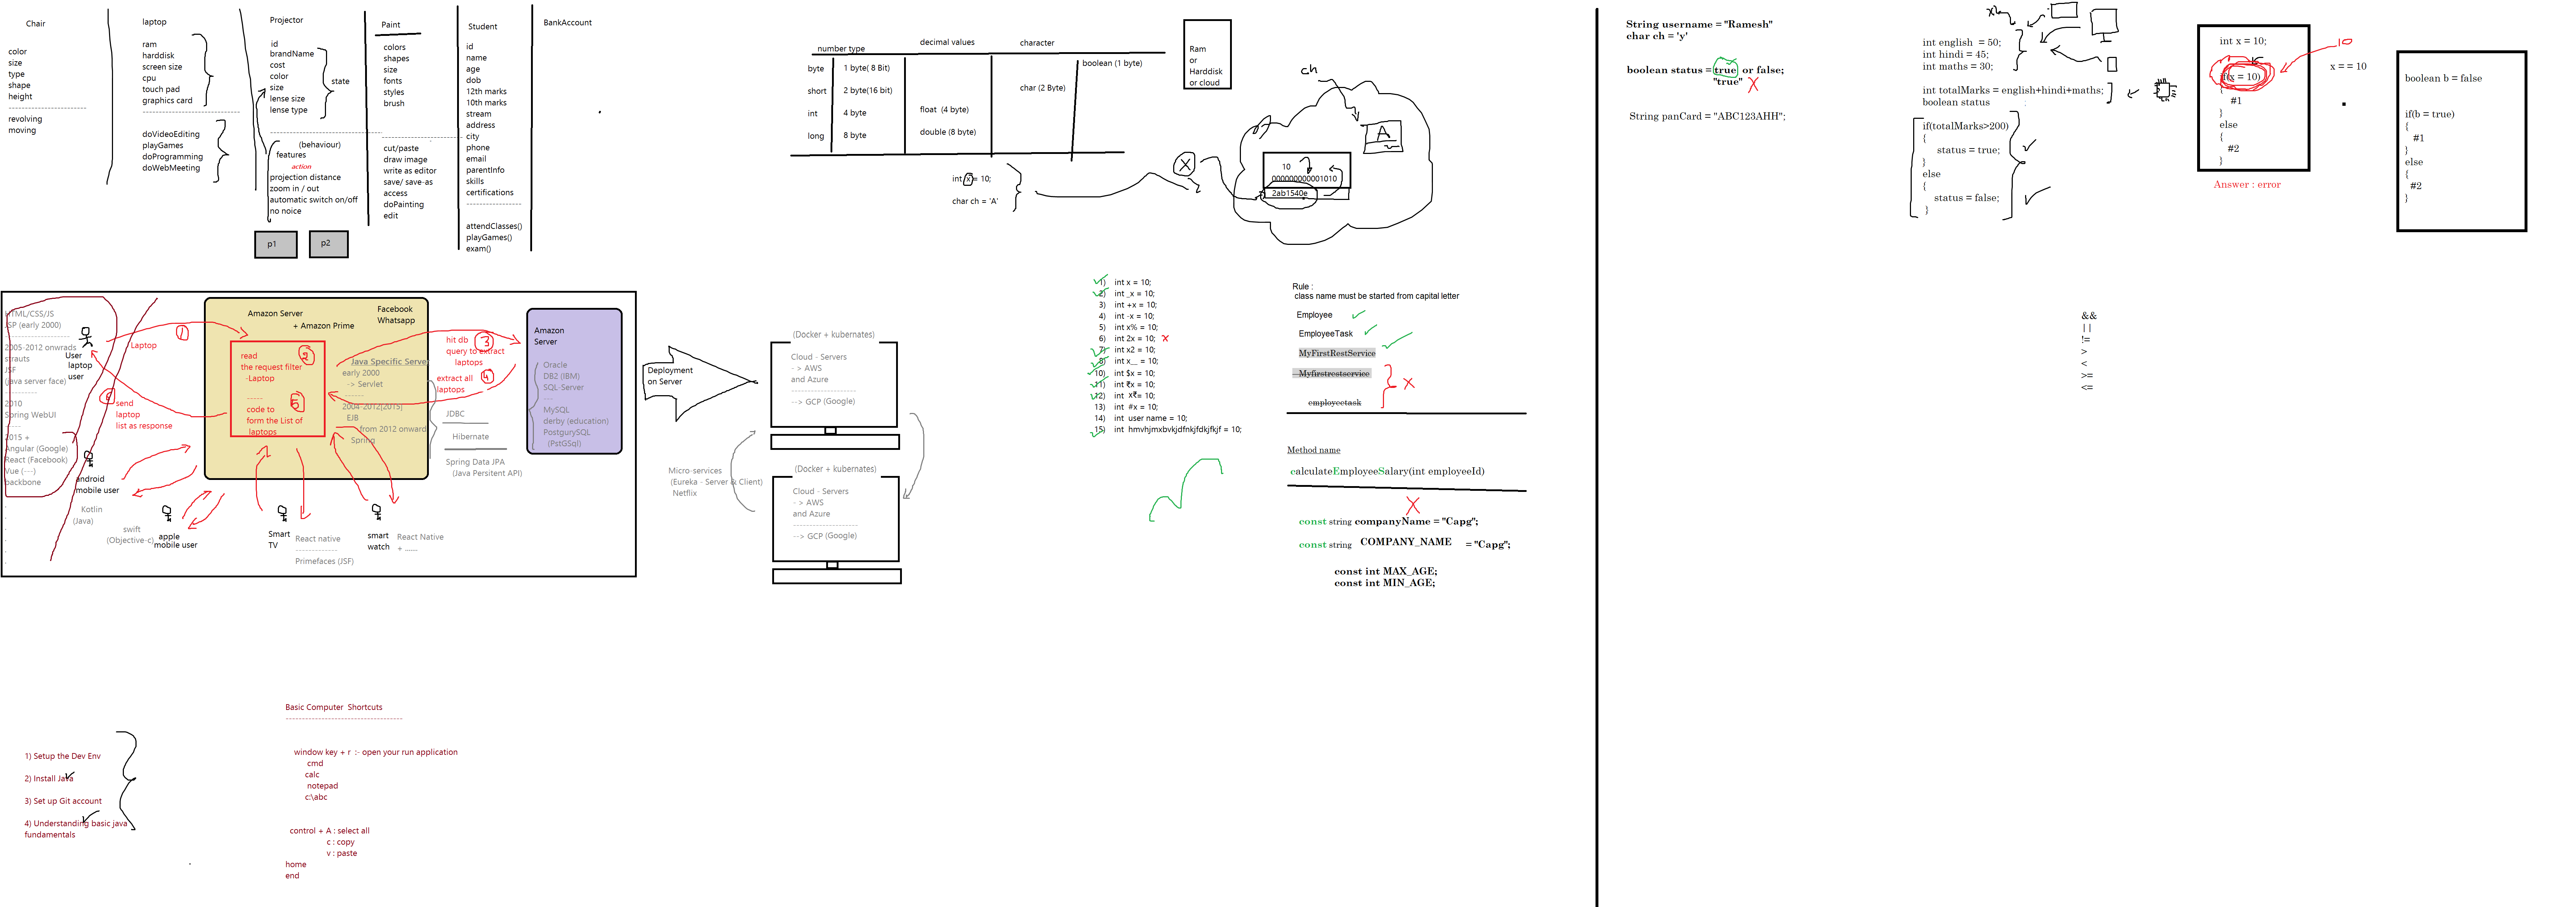 Chair
color
size
type
shape
height
revolving
moving
laptop
ram
harddisk
screen size
cpu
touch pad
graphics card
doVideoEditing
playGames
doProgramming
doWebMeeting
Projector
id
brandName
cost
color
size
lense size
lense type
state
(behaviour)
features
action
projection distance
zoom in / out
automatic switch on/off
no noice
p1
p2
Paint
colors
shapes
size
fonts
styles
brush
cut/paste
draw image
write as editor
save/ save-as
access
doPainting
edit
Student
id
name
age
dob
12th marks
10th marks
stream
address
city
phone
email
parentInfo
skills
certifications
attendClasses()
playGames()
exam()
BankAccount
number type
decimal values
character
boolean (1 byte)
byte 1 byte( 8 Bit)
short 2 byte(16 bit)
char (2 Byte)
int 4 byte
float (4 byte)
long 8 byte
double (8 byte)
int x = 10;
char ch = 'A'
Ram
or
Harddisk
or cloud
ch
A
X
10
000000000001010
2ab1540e
String username = "Ramesh"
char ch = 'y'
boolean status = true or false;
"true" X
String panCard = "ABC123AHH";
int english = 50;
int hindi = 45;
int maths = 30;
int totalMarks = english+hindi+maths;
boolean status ;
if(totalMarks>200)
{
status = true;
}
else
{
status = false;
}
int x = 10;
if(x = 10)
{
#1
}
else
{
#2
}
Answer : error
10
x == 10
boolean b = false
if(b = true)
{
#1
}
else
{
#2
}
HTML/CSS/JS
JSP (early 2000)
2005-2012 onwrads
strauts
JSF
(java server face)
2010
Spring WebUI
2015 +
Angular (Google)
React (Facebook)
Vue (---)
backbone
User
laptop
user
1
Laptop
6
send
laptop
list as response
android
mobile user
Kotlin
(Java)
swift
(Objective-c)
apple
mobile user
Amazon Server
+ Amazon Prime
Facebook
Whatsapp
read
the request filter
-Laptop
2
code to
form the List of
laptops
5
Java Specific Server
early 2000
-> Servlet
2004-2012(2015)
EJB
from 2012 onward
Spring
hit db
query to extract
laptops
3
extract all
laptops
4
JDBC
Hibernate
Spring Data JPA
(Java Persitent API)
Smart
TV
React native
Primefaces (JSF)
smart
watch
React Native
+ ......
Amazon
Server
Oracle
DB2 (IBM)
SQL-Server
---
MySQL
derby (education)
PostgurySQL
(PstGSql)
Deployment
on Server
(Docker + kubernates)
Cloud - Servers
- > AWS
and Azure
--> GCP (Google)
Micro-services
(Eureka - Server & Client)
Netflix
(Docker + kubernates)
Cloud - Servers
- > AWS
and Azure
--> GCP (Google)
1) int x = 10;
2) int _x = 10;
3) int +x = 10;
4) int -x = 10;
5) int x% = 10;
6) int 2x = 10; X
7) int x2 = 10;
8) int x__ = 10;
10) int $x = 10;
11) int ₹x = 10;
12) int x₹= 10;
13) int #x = 10;
14) int user name = 10;
15) int hmvhjmxbvkjdfnkjfdkjfkjf = 10;
Rule :
class name must be started from capital letter
Employee
EmployeeTask
MyFirstRestService
Myfirstrestservice
X
employeetask
Method name
calculateEmployeeSalary(int employeeId)
X
const string companyName = "Capg";
const string COMPANY_NAME = "Capg";
const int MAX_AGE;
const int MIN_AGE;
&&
||
!=
>
<
>=
<=
1) Setup the Dev Env
2) Install Java
3) Set up Git account
4) Understanding basic java
fundamentals
Basic Computer Shortcuts
window key + r :- open your run application
cmd
calc
notepad
c:\abc
control + A : select all
c : copy
v : paste
home
end